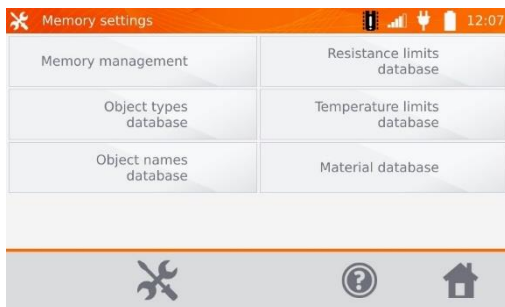 Memory settings
12:07
Memory management
Resistance limits
database
Object types
database
Temperature limits
database
Object names
database
Material database
?